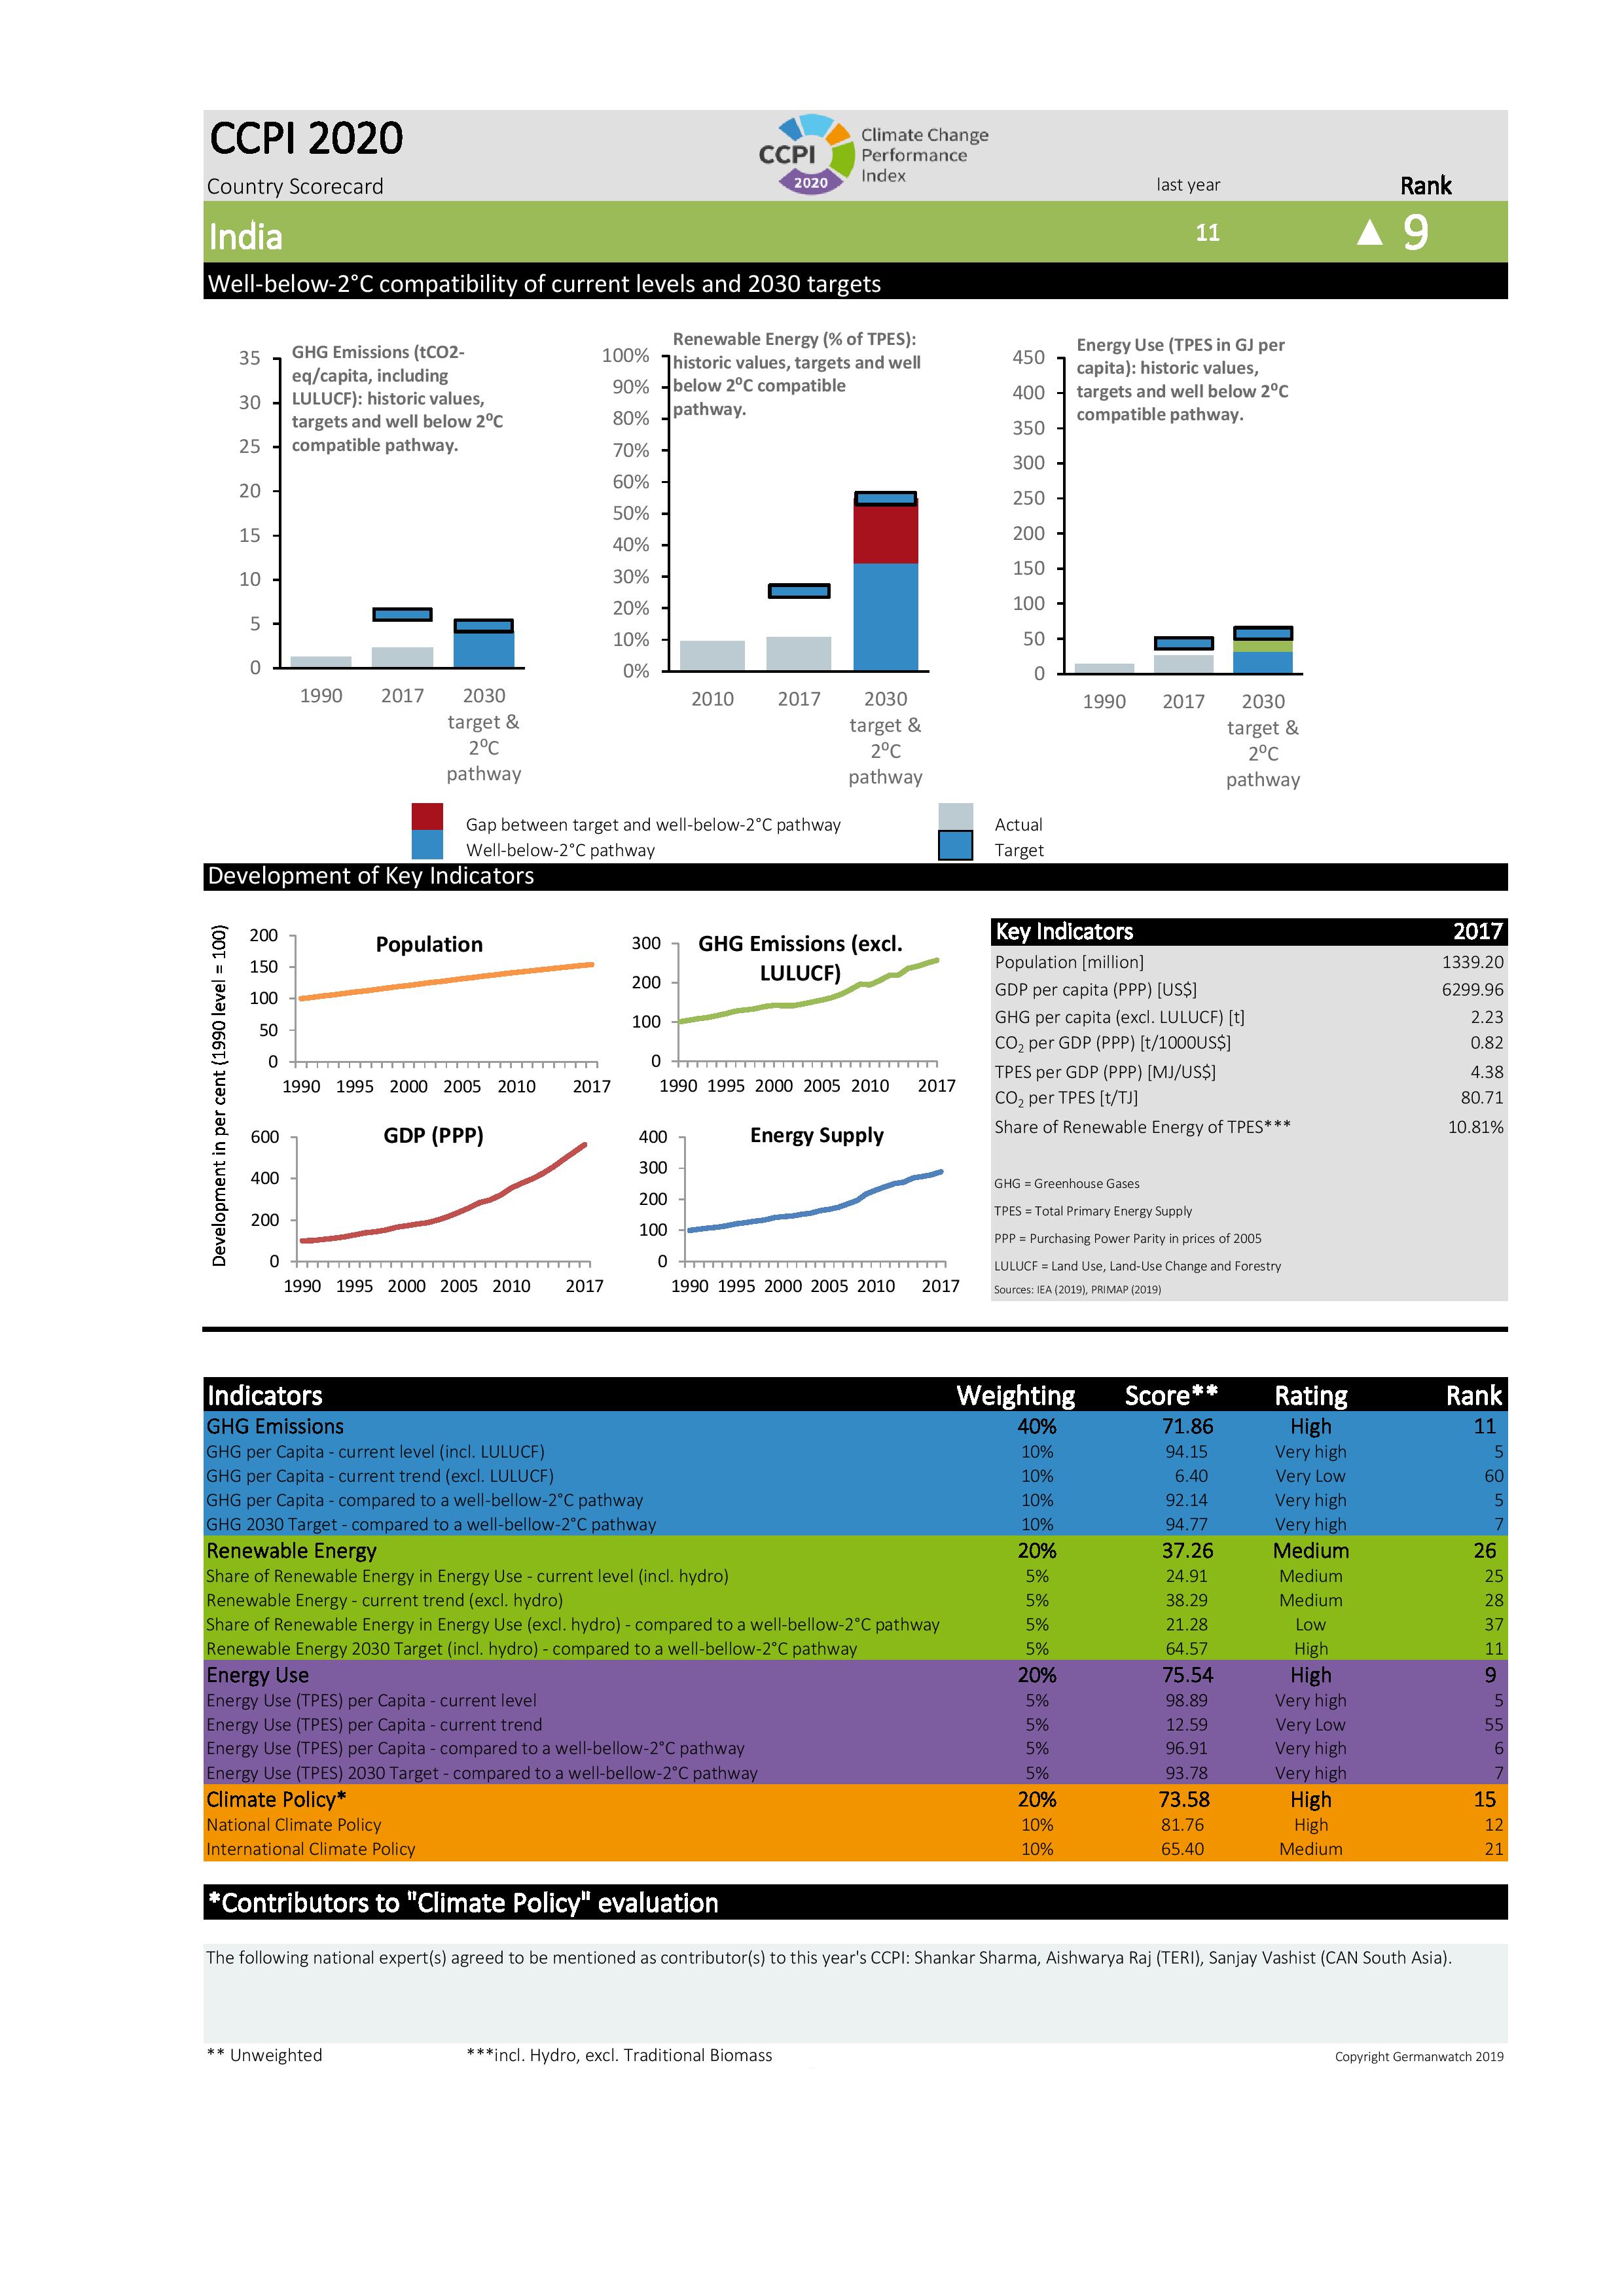 CCPI 2020
Country Scorecard
CCPI
2020
Climate Change
Performance
Index
last year
Rank
India
11
▲ 9
Well-below-2°C compatibility of current levels and 2030 targets
GHG Emissions (tCO2-
eq/capita, including
LULUCF): historic values,
targets and well below 2⁰C
compatible pathway.
35
30
25
20
15
10
5
0
1990 2017 2030
target &
2⁰C
pathway
Renewable Energy (% of TPES):
historic values, targets and well
below 2⁰C compatible
pathway.
100%
90%
80%
70%
60%
50%
40%
30%
20%
10%
0%
2010 2017 2030
target &
2⁰C
pathway
Energy Use (TPES in GJ per
capita): historic values,
targets and well below 2⁰C
compatible pathway.
450
400
350
300
250
200
150
100
50
0
1990 2017 2030
target &
2⁰C
pathway
Gap between target and well-below-2°C pathway
Well-below-2°C pathway
Actual
Target
Development of Key Indicators
Development in per cent (1990 level = 100)
Population
200
150
100
50
0
1990 1995 2000 2005 2010 2017
GHG Emissions (excl.
LULUCF)
300
200
100
0
1990 1995 2000 2005 2010 2017
GDP (PPP)
600
400
200
0
1990 1995 2000 2005 2010 2017
Energy Supply
400
300
200
100
0
1990 1995 2000 2005 2010 2017
Key Indicators 2017
Population [million] 1339.20
GDP per capita (PPP) [US$] 6299.96
GHG per capita (excl. LULUCF) [t] 2.23
CO₂ per GDP (PPP) [t/1000US$] 0.82
TPES per GDP (PPP) [MJ/US$] 4.38
CO₂ per TPES [t/TJ] 80.71
Share of Renewable Energy of TPES*** 10.81%
GHG = Greenhouse Gases
TPES = Total Primary Energy Supply
PPP = Purchasing Power Parity in prices of 2005
LULUCF = Land Use, Land-Use Change and Forestry
Sources: IEA (2019), PRIMAP (2019)
Indicators Weighting Score** Rating Rank
GHG Emissions 40% 71.86 High 11
GHG per Capita - current level (incl. LULUCF) 10% 94.15 Very high 5
GHG per Capita - current trend (excl. LULUCF) 10% 6.40 Very Low 60
GHG per Capita - compared to a well-bellow-2°C pathway 10% 92.14 Very high 5
GHG 2030 Target - compared to a well-bellow-2°C pathway 10% 94.77 Very high 7
Renewable Energy 20% 37.26 Medium 26
Share of Renewable Energy in Energy Use - current level (incl. hydro) 5% 24.91 Medium 25
Renewable Energy - current trend (excl. hydro) 5% 38.29 Medium 28
Share of Renewable Energy in Energy Use (excl. hydro) - compared to a well-bellow-2°C pathway 5% 21.28 Low 37
Renewable Energy 2030 Target (incl. hydro) - compared to a well-bellow-2°C pathway 5% 64.57 High 11
Energy Use 20% 75.54 High 9
Energy Use (TPES) per Capita - current level 5% 98.89 Very high 5
Energy Use (TPES) per Capita - current trend 5% 12.59 Very Low 55
Energy Use (TPES) per Capita - compared to a well-bellow-2°C pathway 5% 96.91 Very high 6
Energy Use (TPES) 2030 Target - compared to a well-bellow-2°C pathway 5% 93.78 Very high 7
Climate Policy* 20% 73.58 High 15
National Climate Policy 10% 81.76 High 12
International Climate Policy 10% 65.40 Medium 21
*Contributors to "Climate Policy" evaluation
The following national expert(s) agreed to be mentioned as contributor(s) to this year's CCPI: Shankar Sharma, Aishwarya Raj (TERI), Sanjay Vashist (CAN South Asia).
** Unweighted ***incl. Hydro, excl. Traditional Biomass Copyright Germanwatch 2019